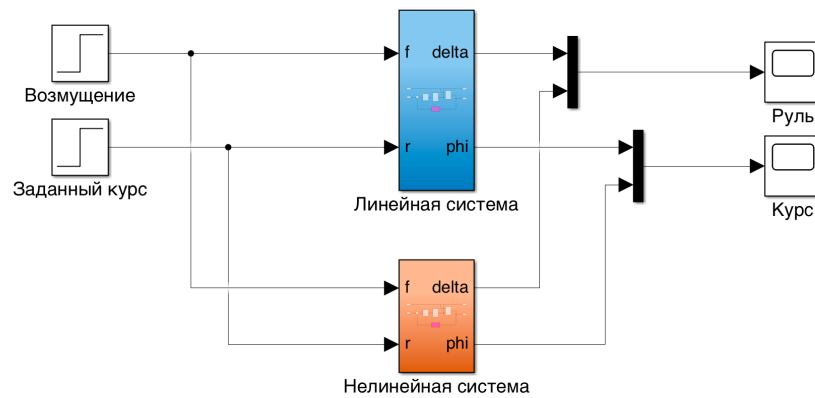 f
delta
r
phi
Возмущение
Заданный курс
Линейная система
Руль
Курс
f
delta
r
phi
Нелинейная система